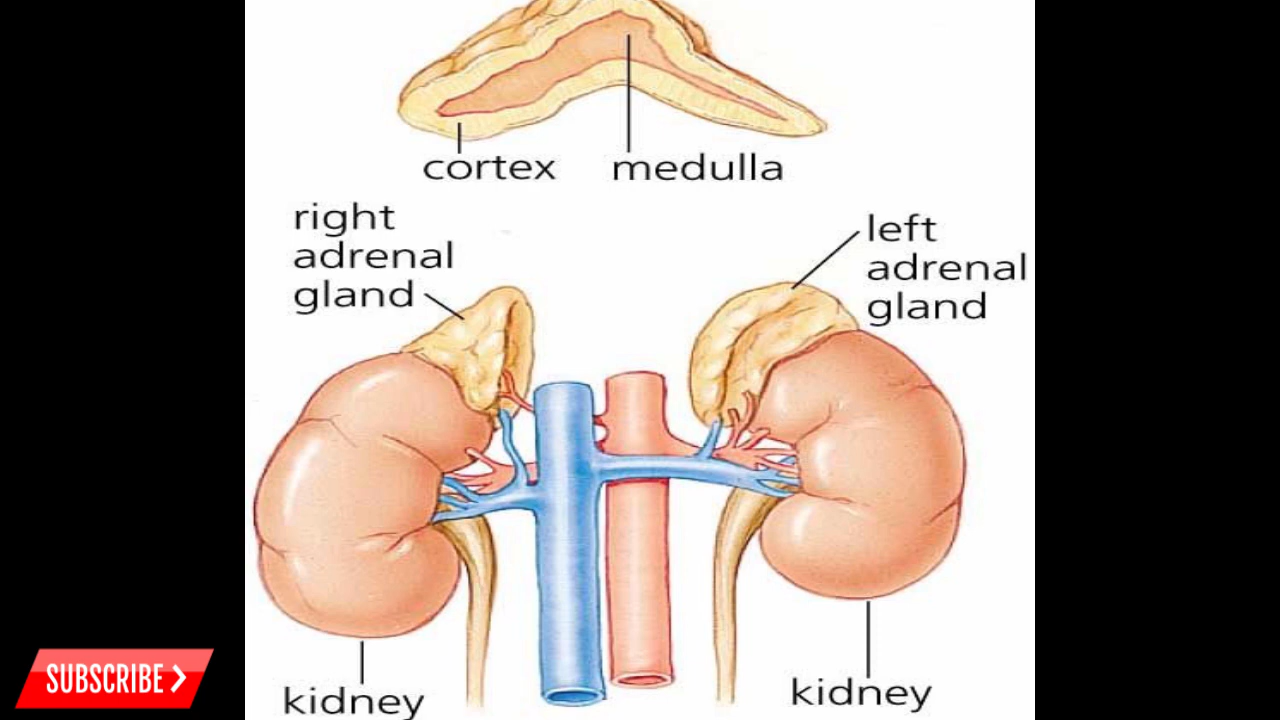 cortex medulla
right
adrenal
gland
left
adrenal
gland
kidney
kidney
SUBSCRIBE